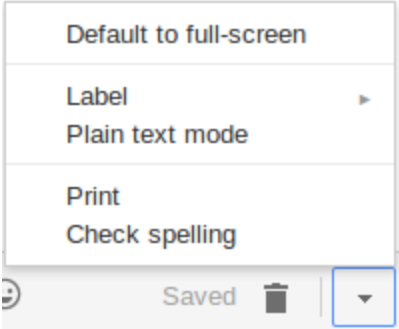 Default to full-screen
Label
Plain text mode
Print
Check spelling
Saved